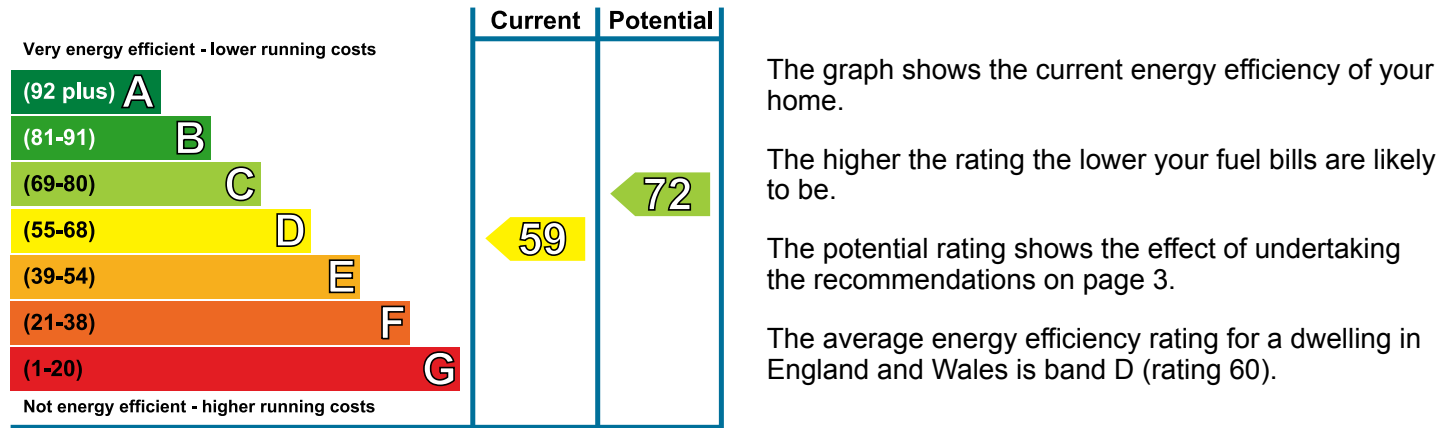 Current Potential
Very energy efficient - lower running costs
(92 plus) A
(81-91) B
(69-80) C
72
(55-68) D
59
(39-54) E
(21-38) F
(1-20) G
Not energy efficient - higher running costs
The graph shows the current energy efficiency of your
home.
The higher the rating the lower your fuel bills are likely
to be.
The potential rating shows the effect of undertaking
the recommendations on page 3.
The average energy efficiency rating for a dwelling in
England and Wales is band D (rating 60).